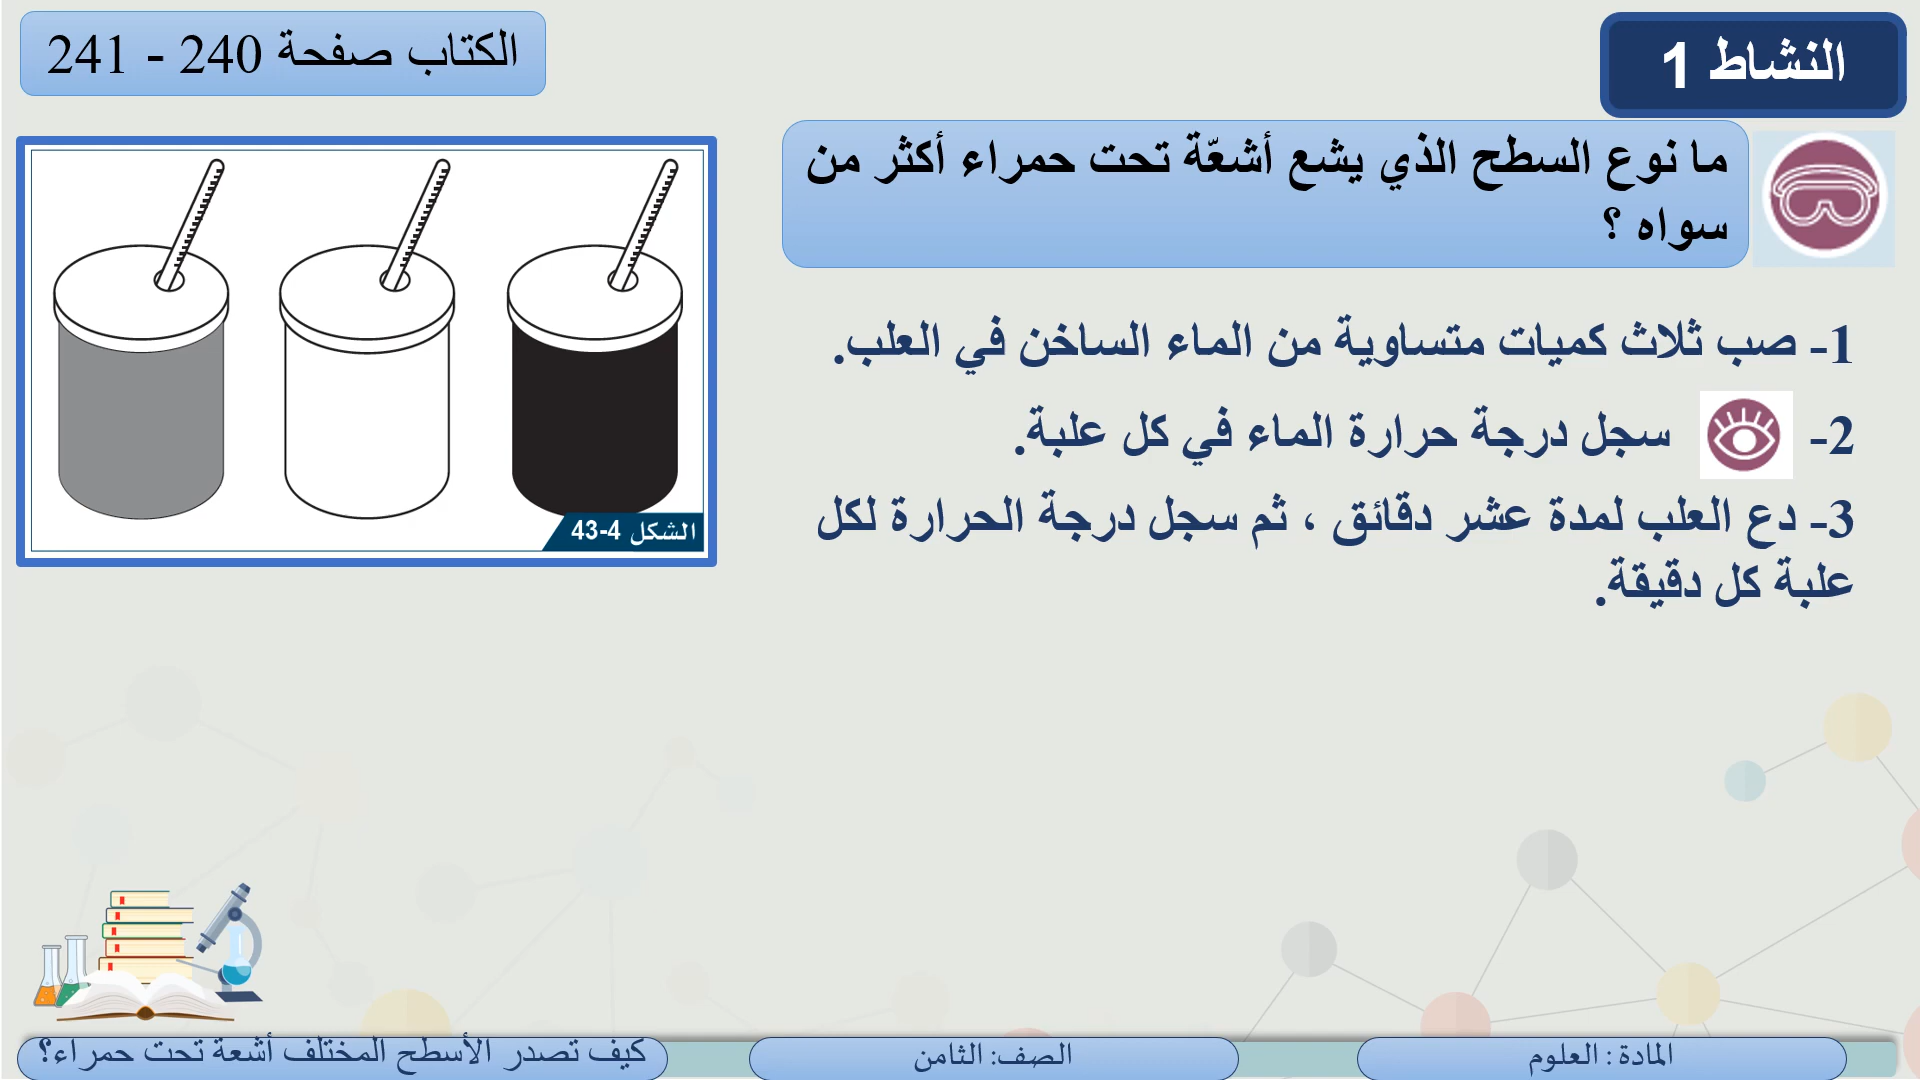 النشاط 1
الكتاب صفحة 240 - 241
ما نوع السطح الذي يشع أشعّة تحت حمراء أكثر من
سواه ؟
1- صب ثلاث كميات متساوية من الماء الساخن في العلب.
2- سجل درجة حرارة الماء في كل علبة.
3- دع العلب لمدة عشر دقائق ، ثم سجل درجة الحرارة لكل
علبة كل دقيقة.
الشكل 4-43
المادة : العلوم
الصف: الثامن
كيف تصدر الأسطح المختلف أشعة تحت حمراء؟